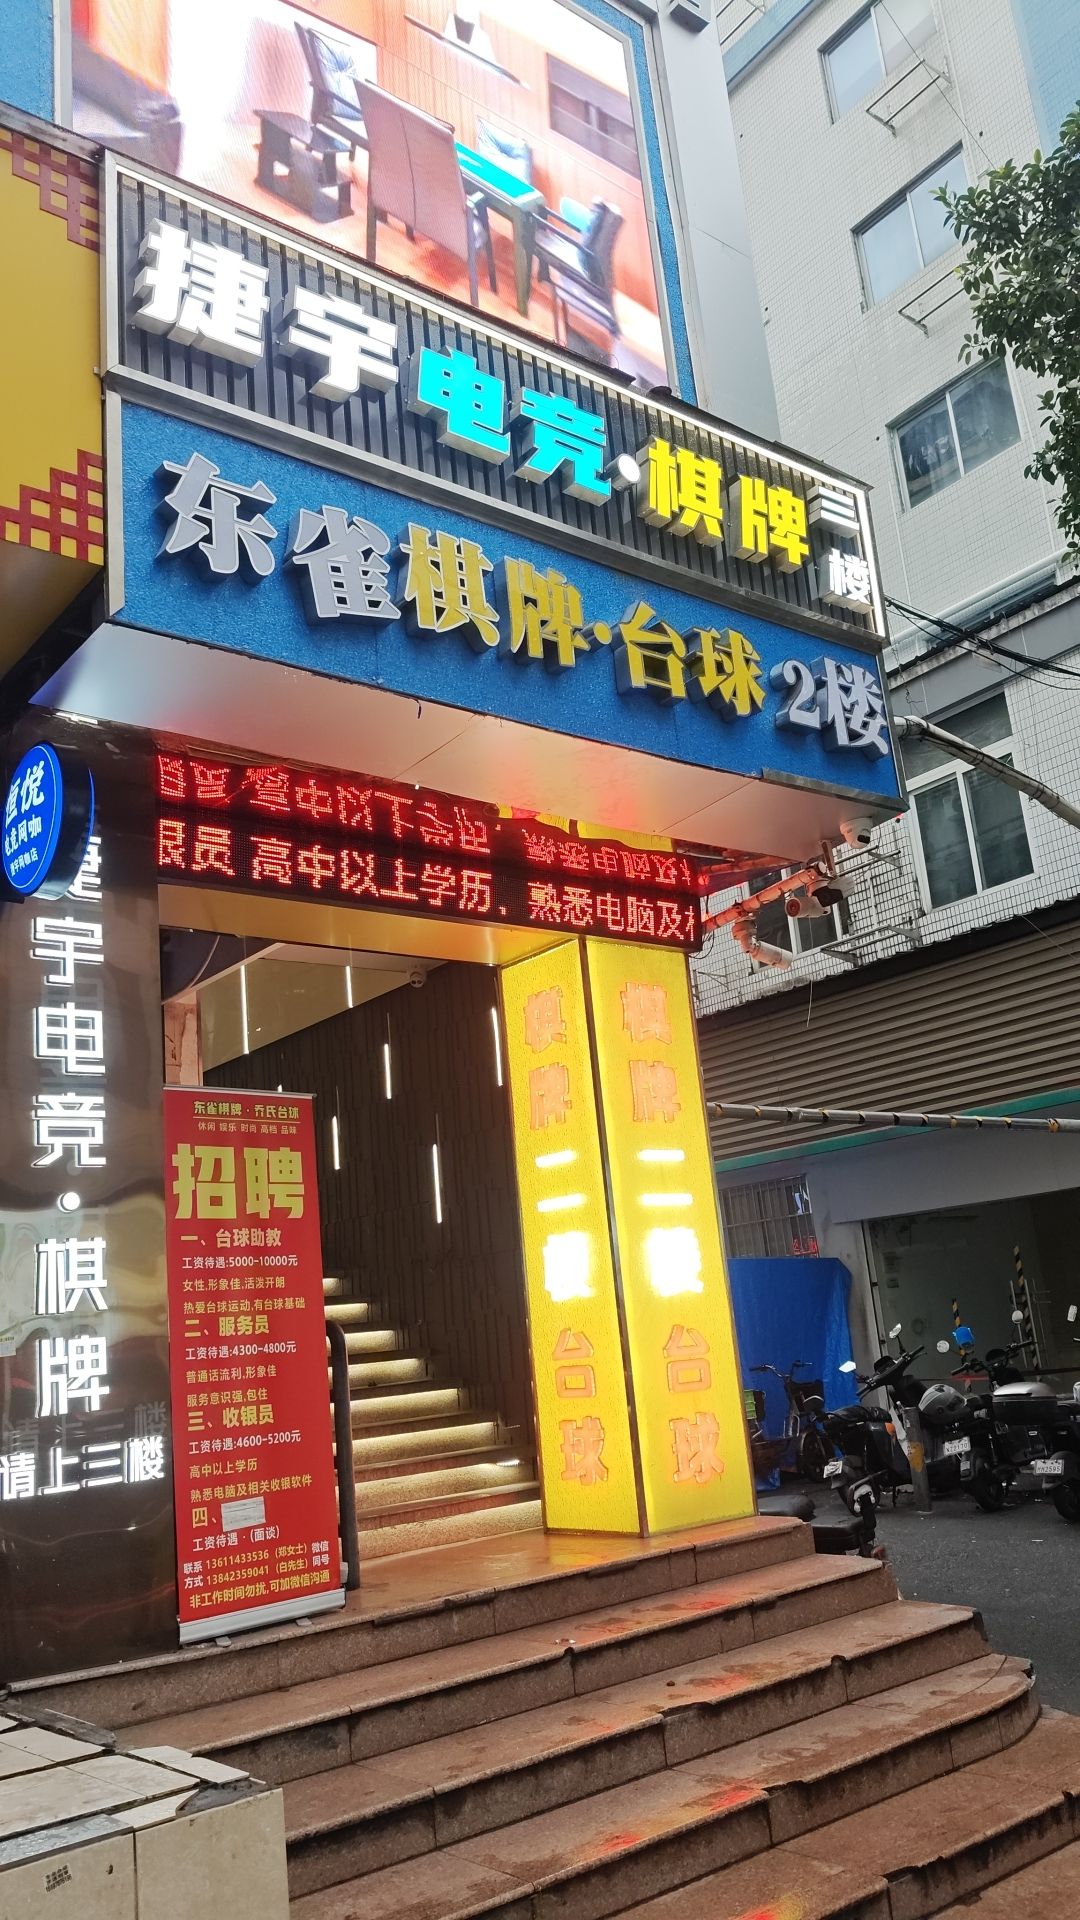 捷宇电竞·棋牌三楼
东雀棋牌·台球2楼
恒悦
电竞网咖
银员 高中以上学历、熟悉电脑及相
捷宇电竞·棋牌
请上三楼
棋牌二楼台球
棋牌二楼台球
东雀棋牌·乔氏台球
休闲 娱乐 时尚 高档 品味
招聘
一、台球助教
工资待遇:5000-10000元
女性,形象佳,活泼开朗
热爱台球运动,有台球基础
二、服务员
工资待遇:4300-4800元
普通话流利,形象佳
服务意识强,包住
三、收银员
工资待遇:4600-5200元
高中以上学历
熟悉电脑及相关收银软件
四、
工资待遇·(面谈)
联系 13611433536 (郑女士) 微信
方式 13842359041 (白先生) 同号
非工作时间勿扰,可加微信沟通